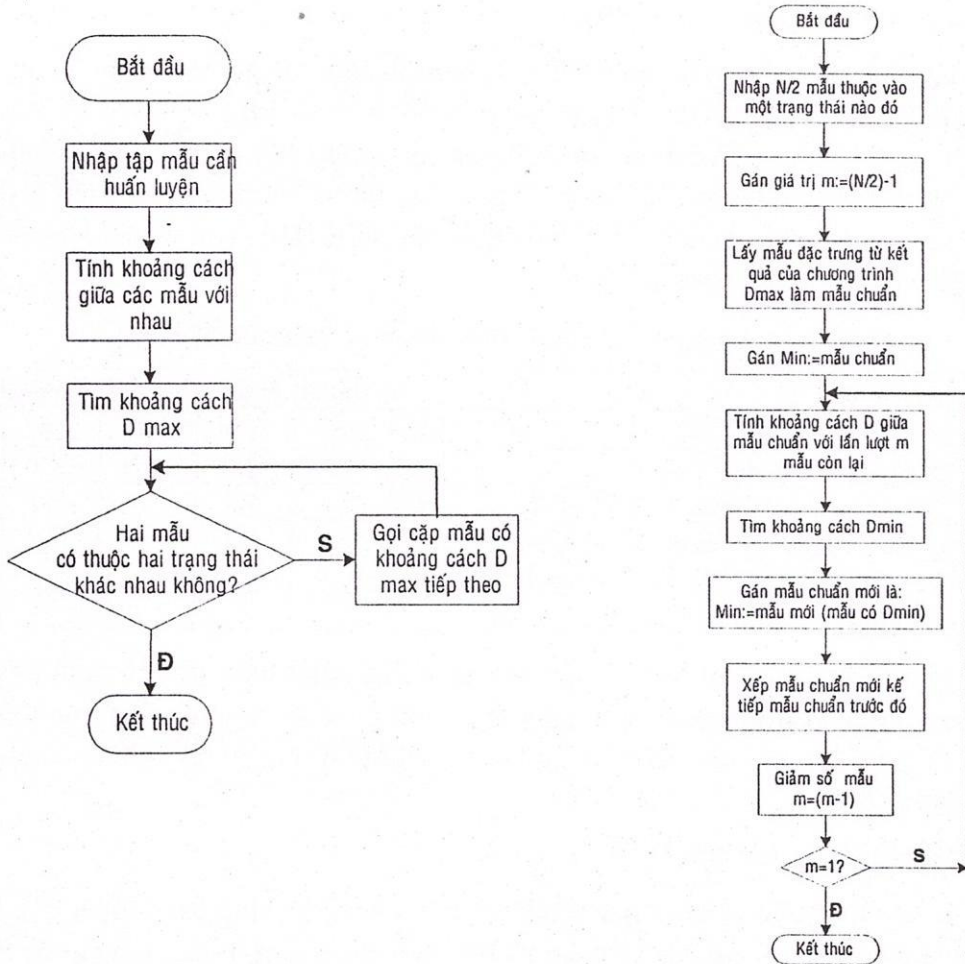 Bắt đầu
Nhập tập mẫu cần
huấn luyện
Tính khoảng cách
giữa các mẫu với
nhau
Tìm khoảng cách
D max
Hai mẫu
có thuộc hai trạng thái
khác nhau không?
S
Gọi cặp mẫu có
khoảng cách D
max tiếp theo
Đ
Kết thúc
Bắt đầu
Nhập N/2 mẫu thuộc vào
một trạng thái nào đó
Gán giá trị m:=(N/2)-1
Lấy mẫu đặc trưng từ kết
quả của chương trình
Dmax làm mẫu chuẩn
Gán Min:=mẫu chuẩn
Tính khoảng cách D giữa
mẫu chuẩn với lần lượt m
mẫu còn lại
Tìm khoảng cách Dmin
Gán mẫu chuẩn mới là:
Min:=mẫu mới (mẫu có Dmin)
Xếp mẫu chuẩn mới kế
tiếp mẫu chuẩn trước đó
Giảm số mẫu
m=(m-1)
m=1?
S
Đ
Kết thúc